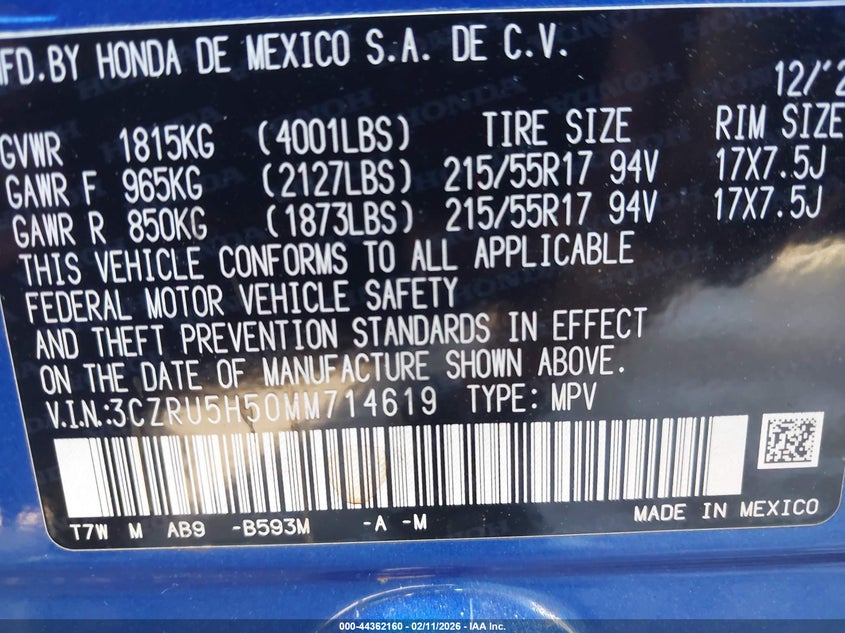 MFD.BY HONDA DE MEXICO S.A. DE C.V.
12/'2
GVWR 1815KG (4001LBS) TIRE SIZE RIM SIZE
GAWR F 965KG (2127LBS) 215/55R17 94V 17X7.5J
GAWR R 850KG (1873LBS) 215/55R17 94V 17X7.5J
THIS VEHICLE CONFORMS TO ALL APPLICABLE
FEDERAL MOTOR VEHICLE SAFETY
AND THEFT PREVENTION STANDARDS IN EFFECT
ON THE DATE OF MANUFACTURE SHOWN ABOVE.
V.I.N.:3CZRU5H50MM714619 TYPE: MPV
T7W M AB9 -B593M -A -M MADE IN MEXICO
000-44362160 - 02/11/2026 - IAA Inc.